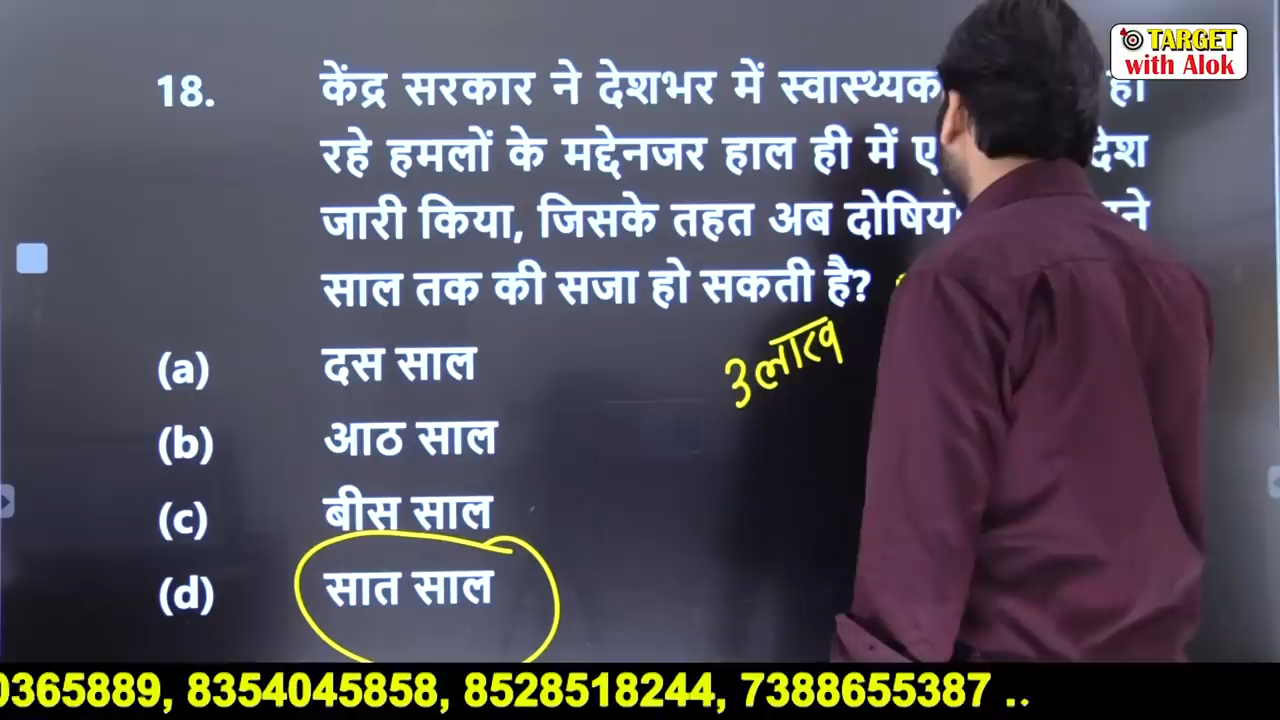 TARGET
with Alok
18. केंद्र सरकार ने देशभर में स्वास्थ्यक हो
रहे हमलों के मद्देनजर हाल ही में ए देश
जारी किया, जिसके तहत अब दोषियों ने
साल तक की सजा हो सकती है?
3 लाख
(a) दस साल
(b) आठ साल
(c) बीस साल
(d) सात साल
0365889, 8354045858, 8528518244, 7388655387 ..